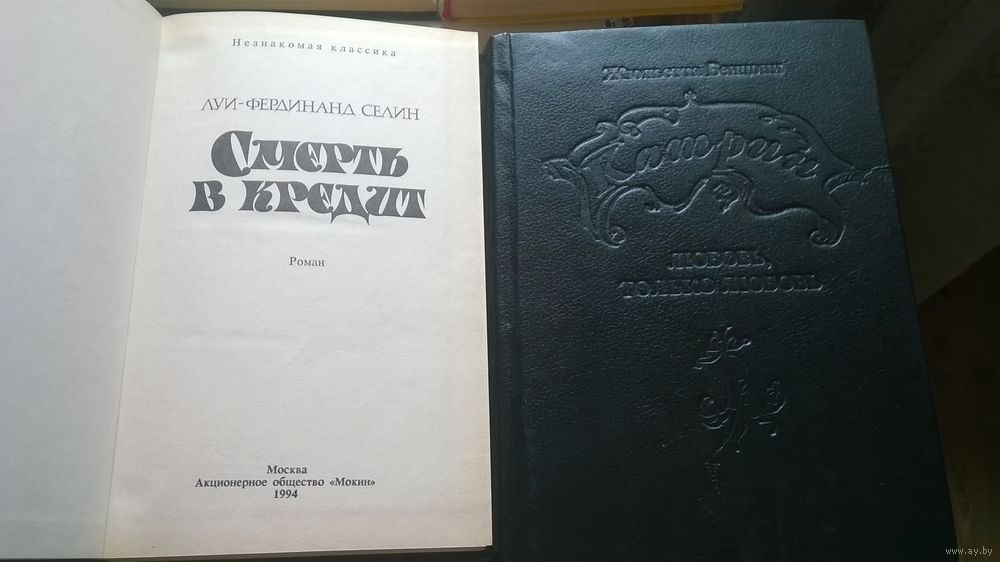 Незнакомая классика
ЛУИ-ФЕРДИНАНД СЕЛИН
СМЕРТЬ
В КРЕДИТ
Роман
Москва
Акционерное общество «Мокин»
1994
Жюльетта Бенцони
Катрин
ЛЮБОВЬ,
ТОЛЬКО ЛЮБОВЬ
www.ay.by